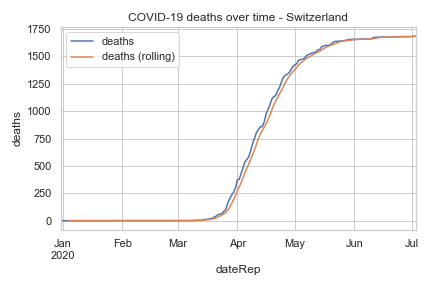 COVID-19 deaths over time - Switzerland
deaths
deaths (rolling)
1750
1500
1250
1000
750
500
250
0
deaths
Jan Feb Mar Apr May Jun Jul
2020
dateRep